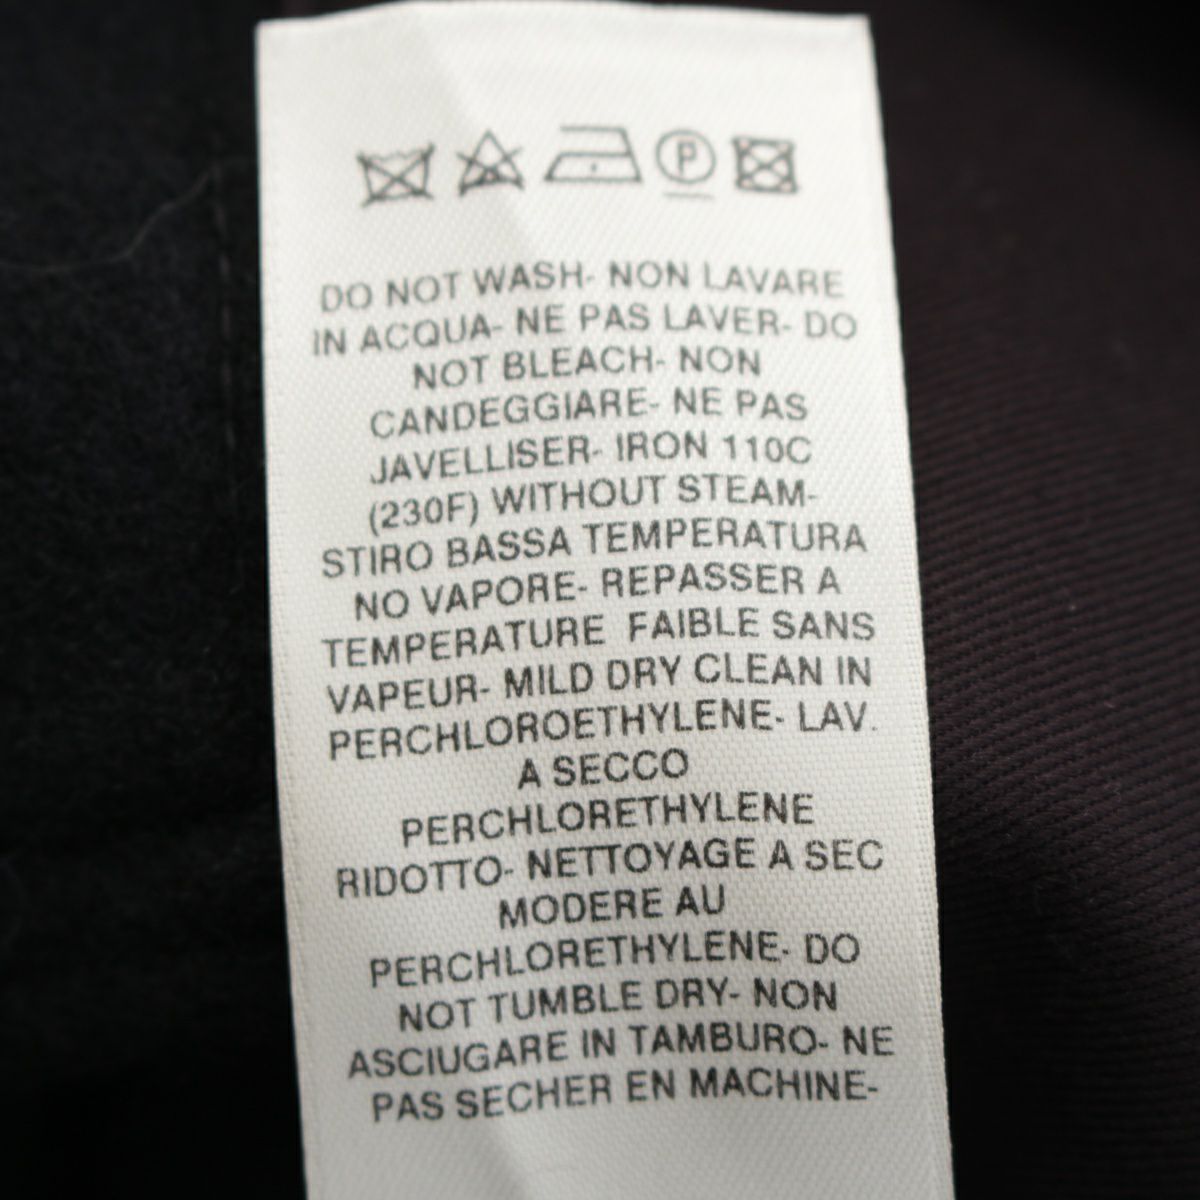 P
DO NOT WASH- NON LAVARE
IN ACQUA- NE PAS LAVER- DO
NOT BLEACH- NON
CANDEGGIARE- NE PAS
JAVELLISER- IRON 110C
(230F) WITHOUT STEAM-
STIRO BASSA TEMPERATURA
NO VAPORE- REPASSER A
TEMPERATURE FAIBLE SANS
VAPEUR- MILD DRY CLEAN IN
PERCHLOROETHYLENE- LAV.
A SECCO
PERCHLORETHYLENE
RIDOTTO- NETTOYAGE A SEC
MODERE AU
PERCHLORETHYLENE- DO
NOT TUMBLE DRY- NON
ASCIUGARE IN TAMBURO- NE
PAS SECHER EN MACHINE-